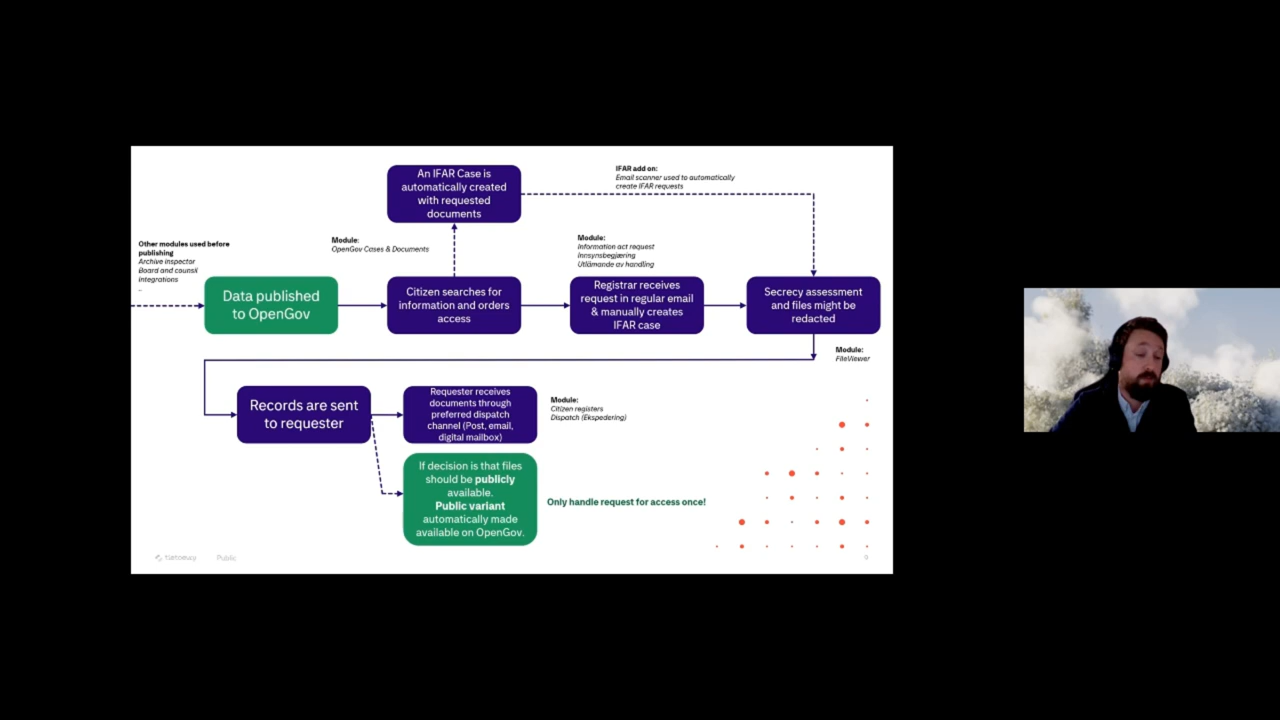 An IFAR Case is
automatically created
with requested
documents
IFAR add on:
Email scanner used to automatically
create IFAR requests
Other modules used before
publishing
Archive inspector
Board and counsil
Integrations
Module:
OpenGov Cases & Documents
Module:
Information act request
Innsynsbegjæring
Utlämande av handling
Data published
to OpenGov
Citizen searches for
information and orders
access
Registrar receives
request in regular email
& manually creates
IFAR case
Secrecy assessment
and files might be
redacted
Module:
FileViewer
Records are sent
to requester
Requester receives
documents through
preferred dispatch
channel (Post, email,
digital mailbox)
Module:
Citizen registers
Dispatch (Ekspedering)
If decision is that files
should be publicly
available.
Public variant
automatically made
available on OpenGov.
Only handle request for access once!
tietoevry
Public